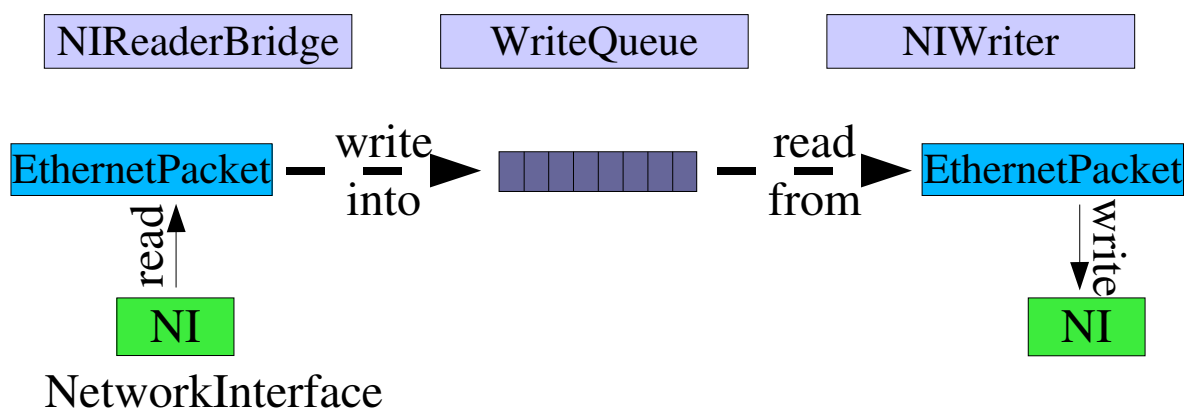 NIReaderBridge
WriteQueue
NIWriter
EthernetPacket
write
into
read
from
EthernetPacket
read
write
NI
NI
NetworkInterface